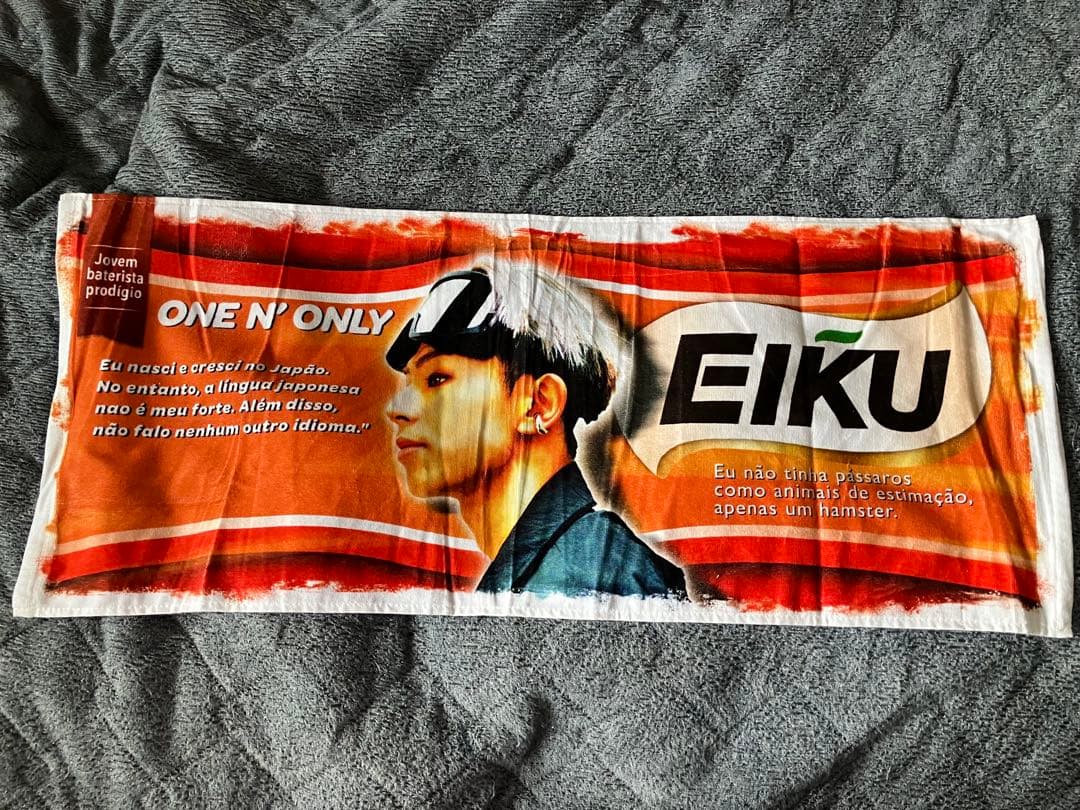 Jovem
baterista
prodígio
ONE N' ONLY
Eu nasci e cresci no Japão.
No entanto, a língua japonesa
nao é meu forte. Além disso,
não falo nenhum outro idioma."
EIK̃U
Eu não tinha pássaros
como animais de estimação,
apenas um hamster.